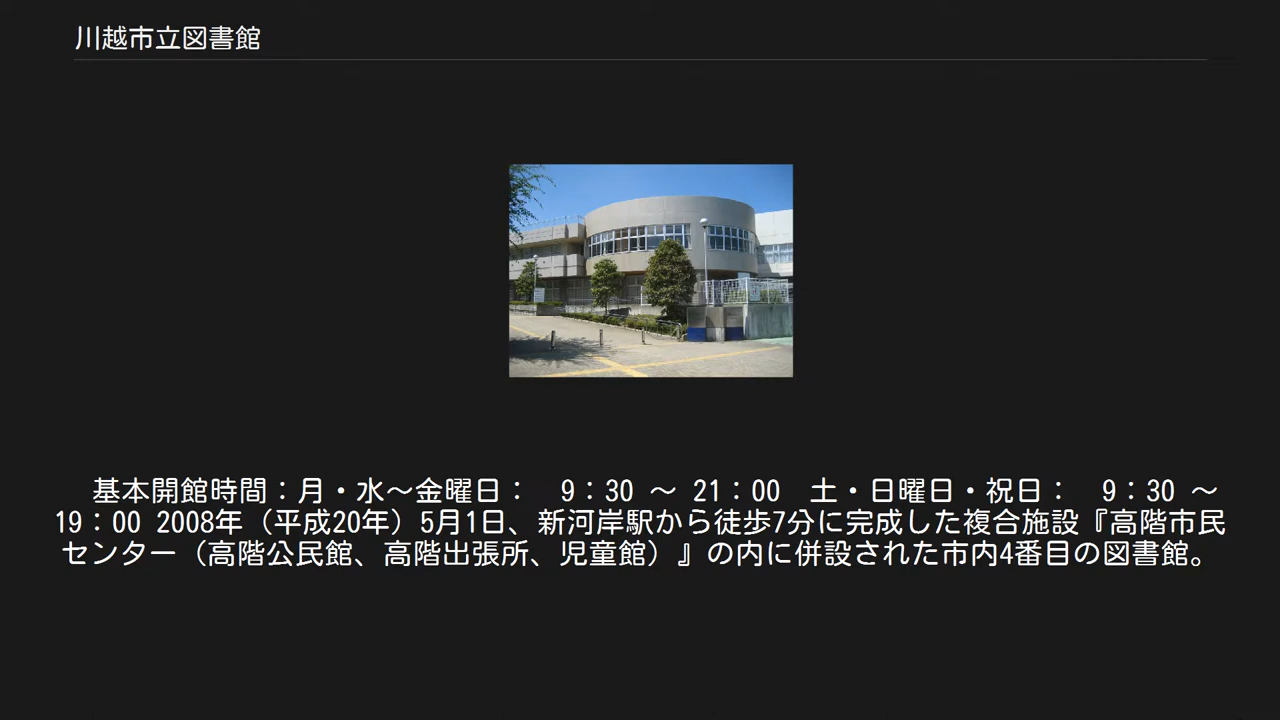 川越市立図書館
基本開館時間：月・水～金曜日：　9：30 ～ 21：00　土・日曜日・祝日：　9：30 ～
19：00 2008年（平成20年）5月1日、新河岸駅から徒歩7分に完成した複合施設『高階市民
センター（高階公民館、高階出張所、児童館）』の内に併設された市内4番目の図書館。